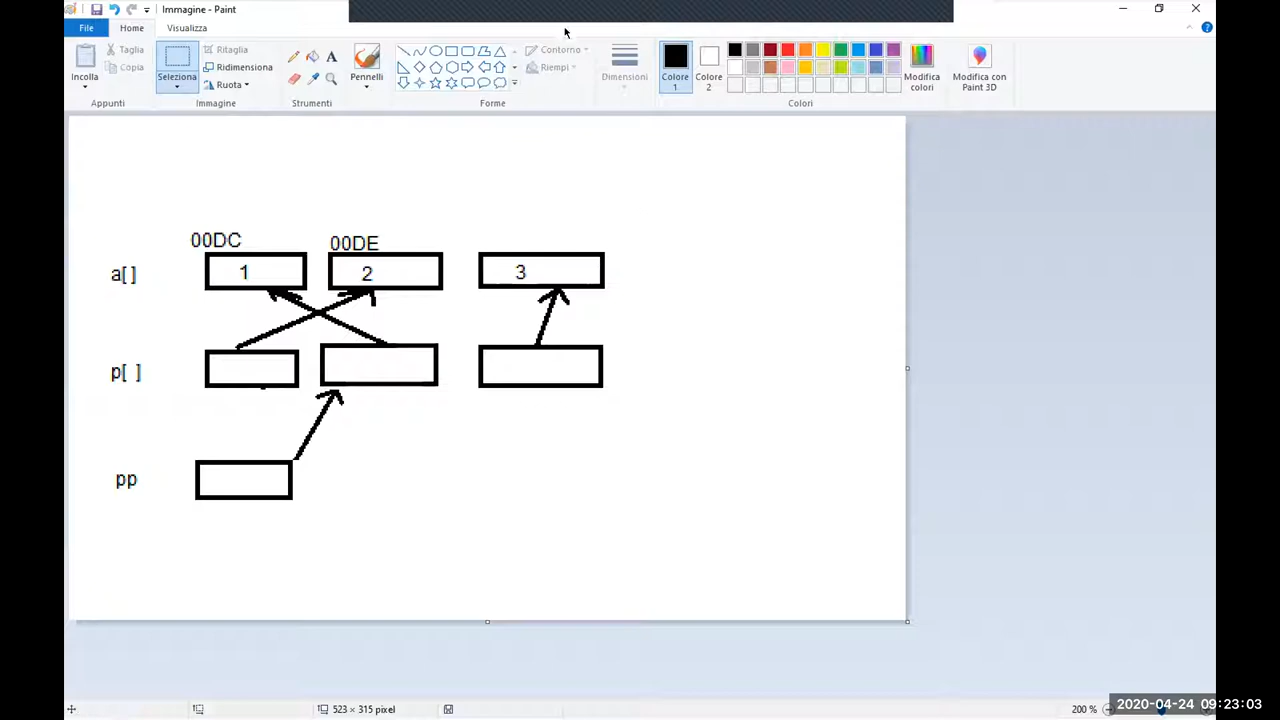 Immagine - Paint
File Home Visualizza
Incolla
Taglia
Copia
Appunti
Seleziona
Ritaglia
Ridimensiona
Ruota
Immagine
A
Strumenti
Pennelli
Contorno
Riempi
Forme
Dimensioni
Colore 1
Colore 2
Modifica colori
Colori
Modifica con Paint 3D
00DC 00DE
a[ ] 1 2 3
p[ ]
pp
523 × 315 pixel
200 %
2020-04-24 09:23:03